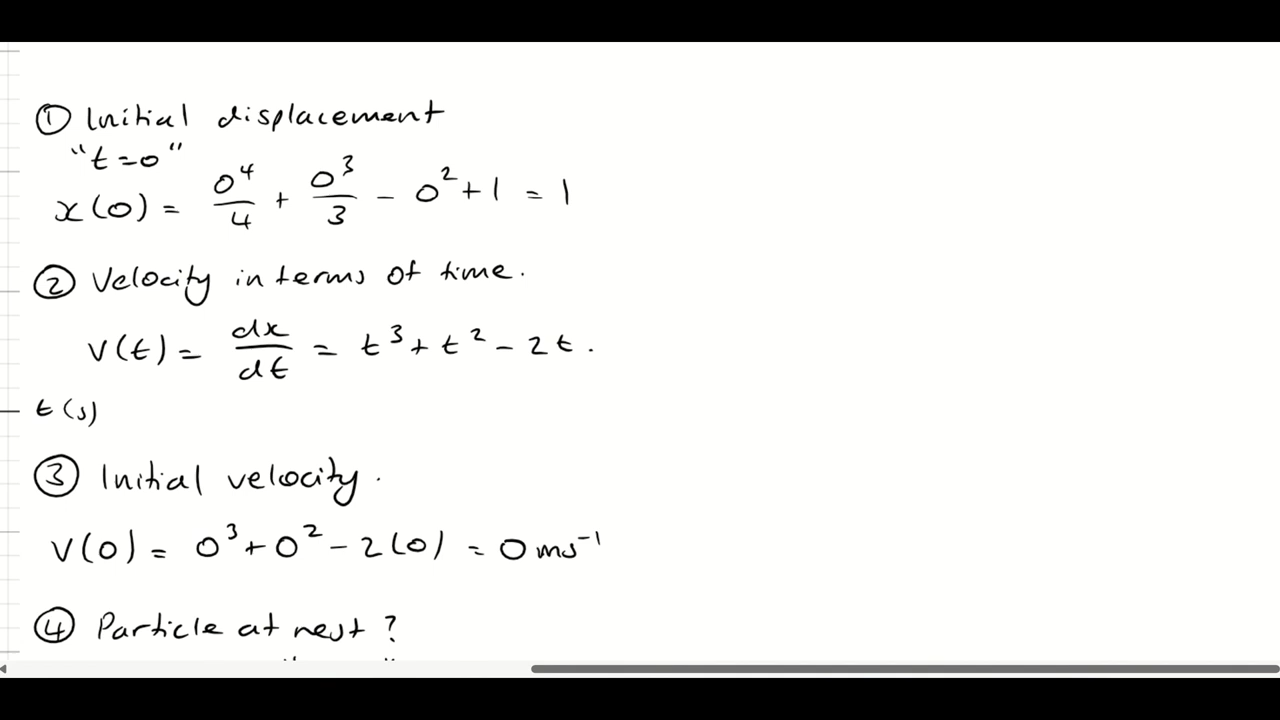 ① Initial displacement
"t=0"
x(0) = 0⁴/4 + 0³/3 - 0² + 1 = 1
② Velocity in terms of time.
v(t) = dx/dt = t³ + t² - 2t.
t(s)
③ Initial velocity.
v(0) = 0³ + 0² - 2(0) = 0 ms⁻¹
④ Particle at rest?